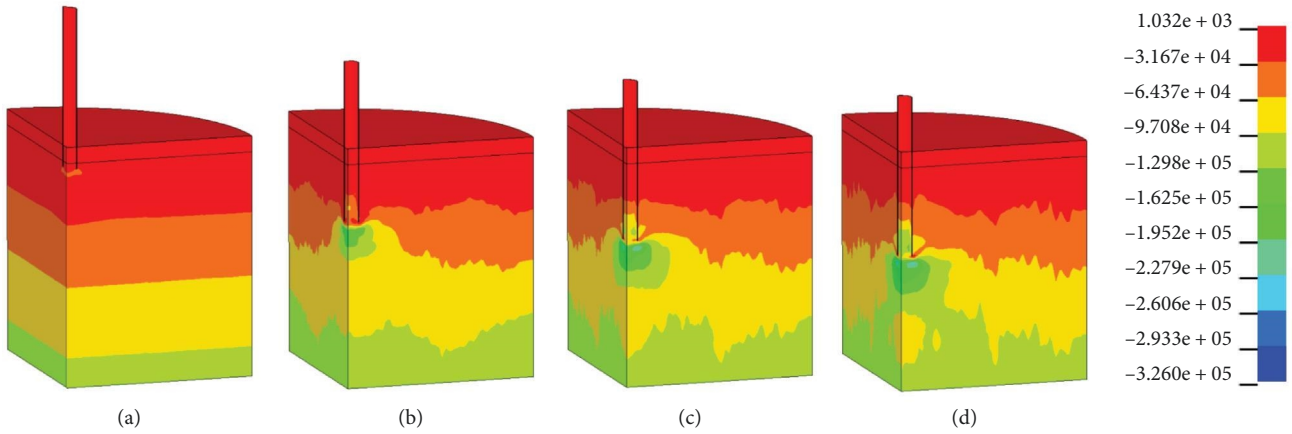 1.032e + 03
–3.167e + 04
–6.437e + 04
–9.708e + 04
–1.298e + 05
–1.625e + 05
–1.952e + 05
–2.279e + 05
–2.606e + 05
–2.933e + 05
–3.260e + 05
(a) (b) (c) (d)